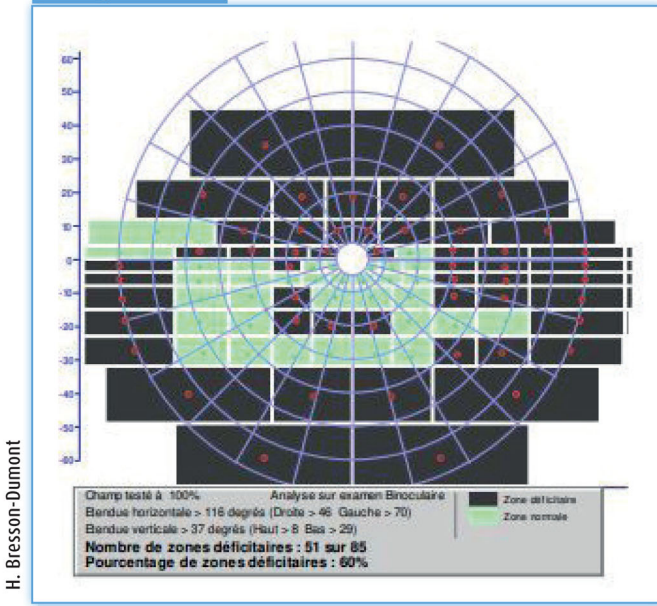 60
50
40
30
20
10
0
-10
-20
-30
-40
-50
-60
Champ testé à 100% Analyse sur examen Binoculaire
Etendue horizontale > 116 degrés (Droite > 46 Gauche > 70)
Etendue verticale > 37 degrés (Haut > 8 Bas > 29)
Nombre de zones déficitaires : 51 sur 85
Pourcentage de zones déficitaires : 60%
Zone déficitaire
Zone normale
H. Bresson-Dumont